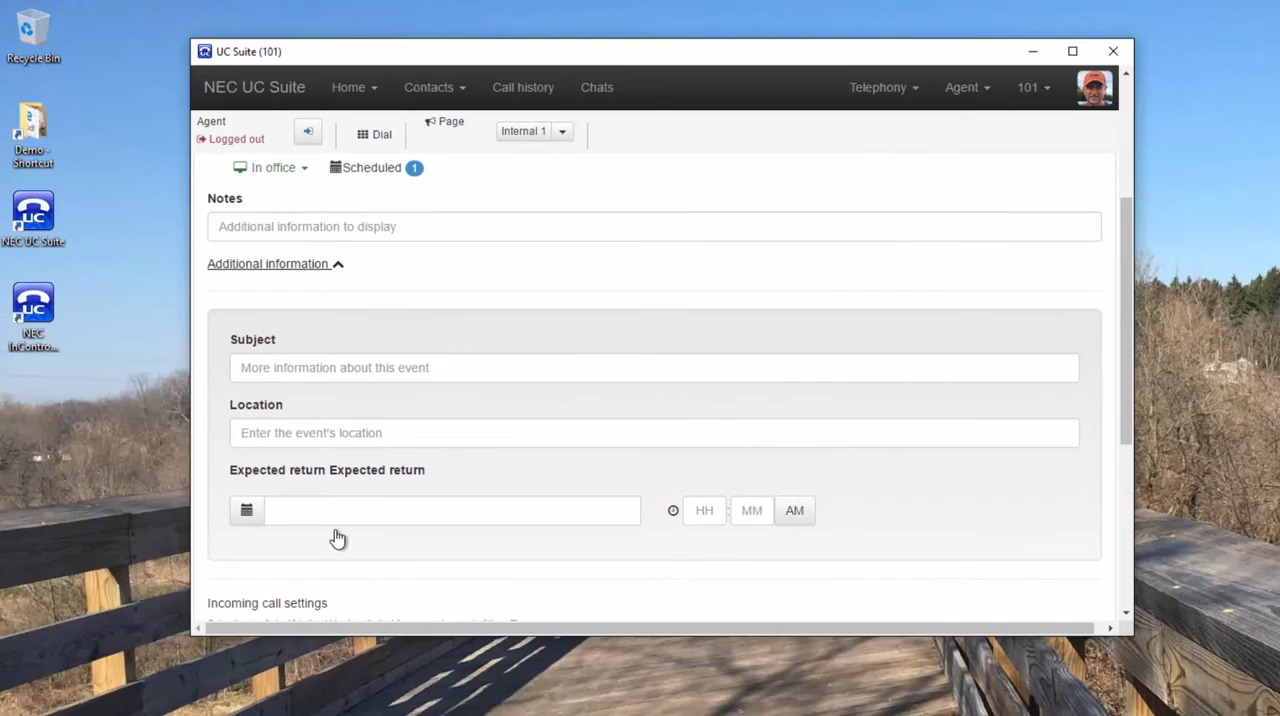 Recycle Bin
Demo -
Shortcut
NEC UC Suite
NEC
InContro...
UC Suite (101)
NEC UC Suite Home Contacts Call history Chats Telephony Agent 101
Agent
Logged out
Dial
Page
Internal 1
In office Scheduled 1
Notes
Additional information to display
Additional information
Subject
More information about this event
Location
Enter the event's location
Expected return Expected return
HH : MM AM
Incoming call settings